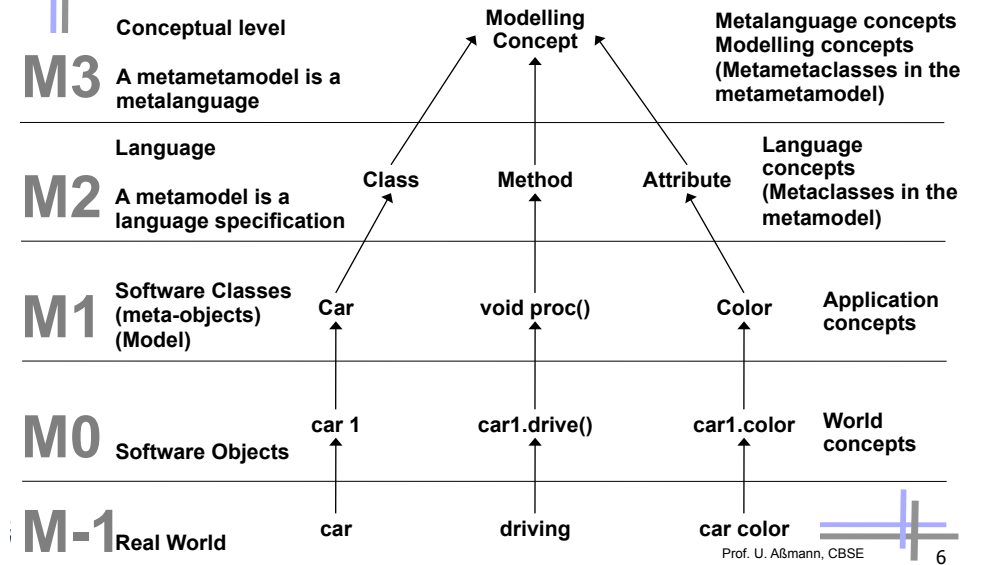 Conceptual level
M3
A metametamodel is a
metalanguage
Modelling
Concept
Metalanguage concepts
Modelling concepts
(Metametaclasses in the
metametamodel)
Language
M2
A metamodel is a
language specification
Class
Method
Attribute
Language
concepts
(Metaclasses in the
metamodel)
M1
Software Classes
(meta-objects)
(Model)
Car
void proc()
Color
Application
concepts
M0
Software Objects
car 1
car1.drive()
car1.color
World
concepts
M-1
Real World
car
driving
car color
Prof. U. Aßmann, CBSE
6